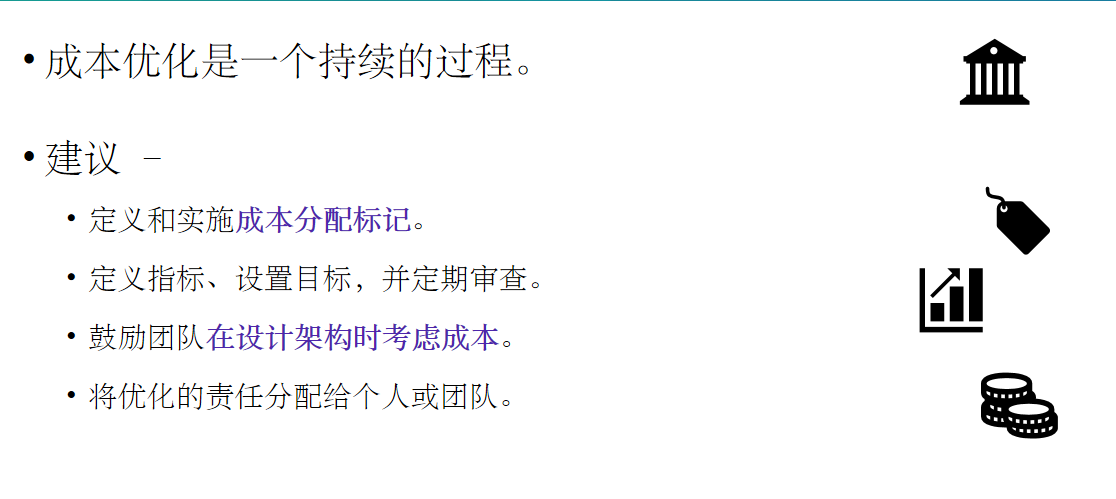 • 成本优化是一个持续的过程。
• 建议 –
• 定义和实施成本分配标记。
• 定义指标、设置目标，并定期审查。
• 鼓励团队在设计架构时考虑成本。
• 将优化的责任分配给个人或团队。